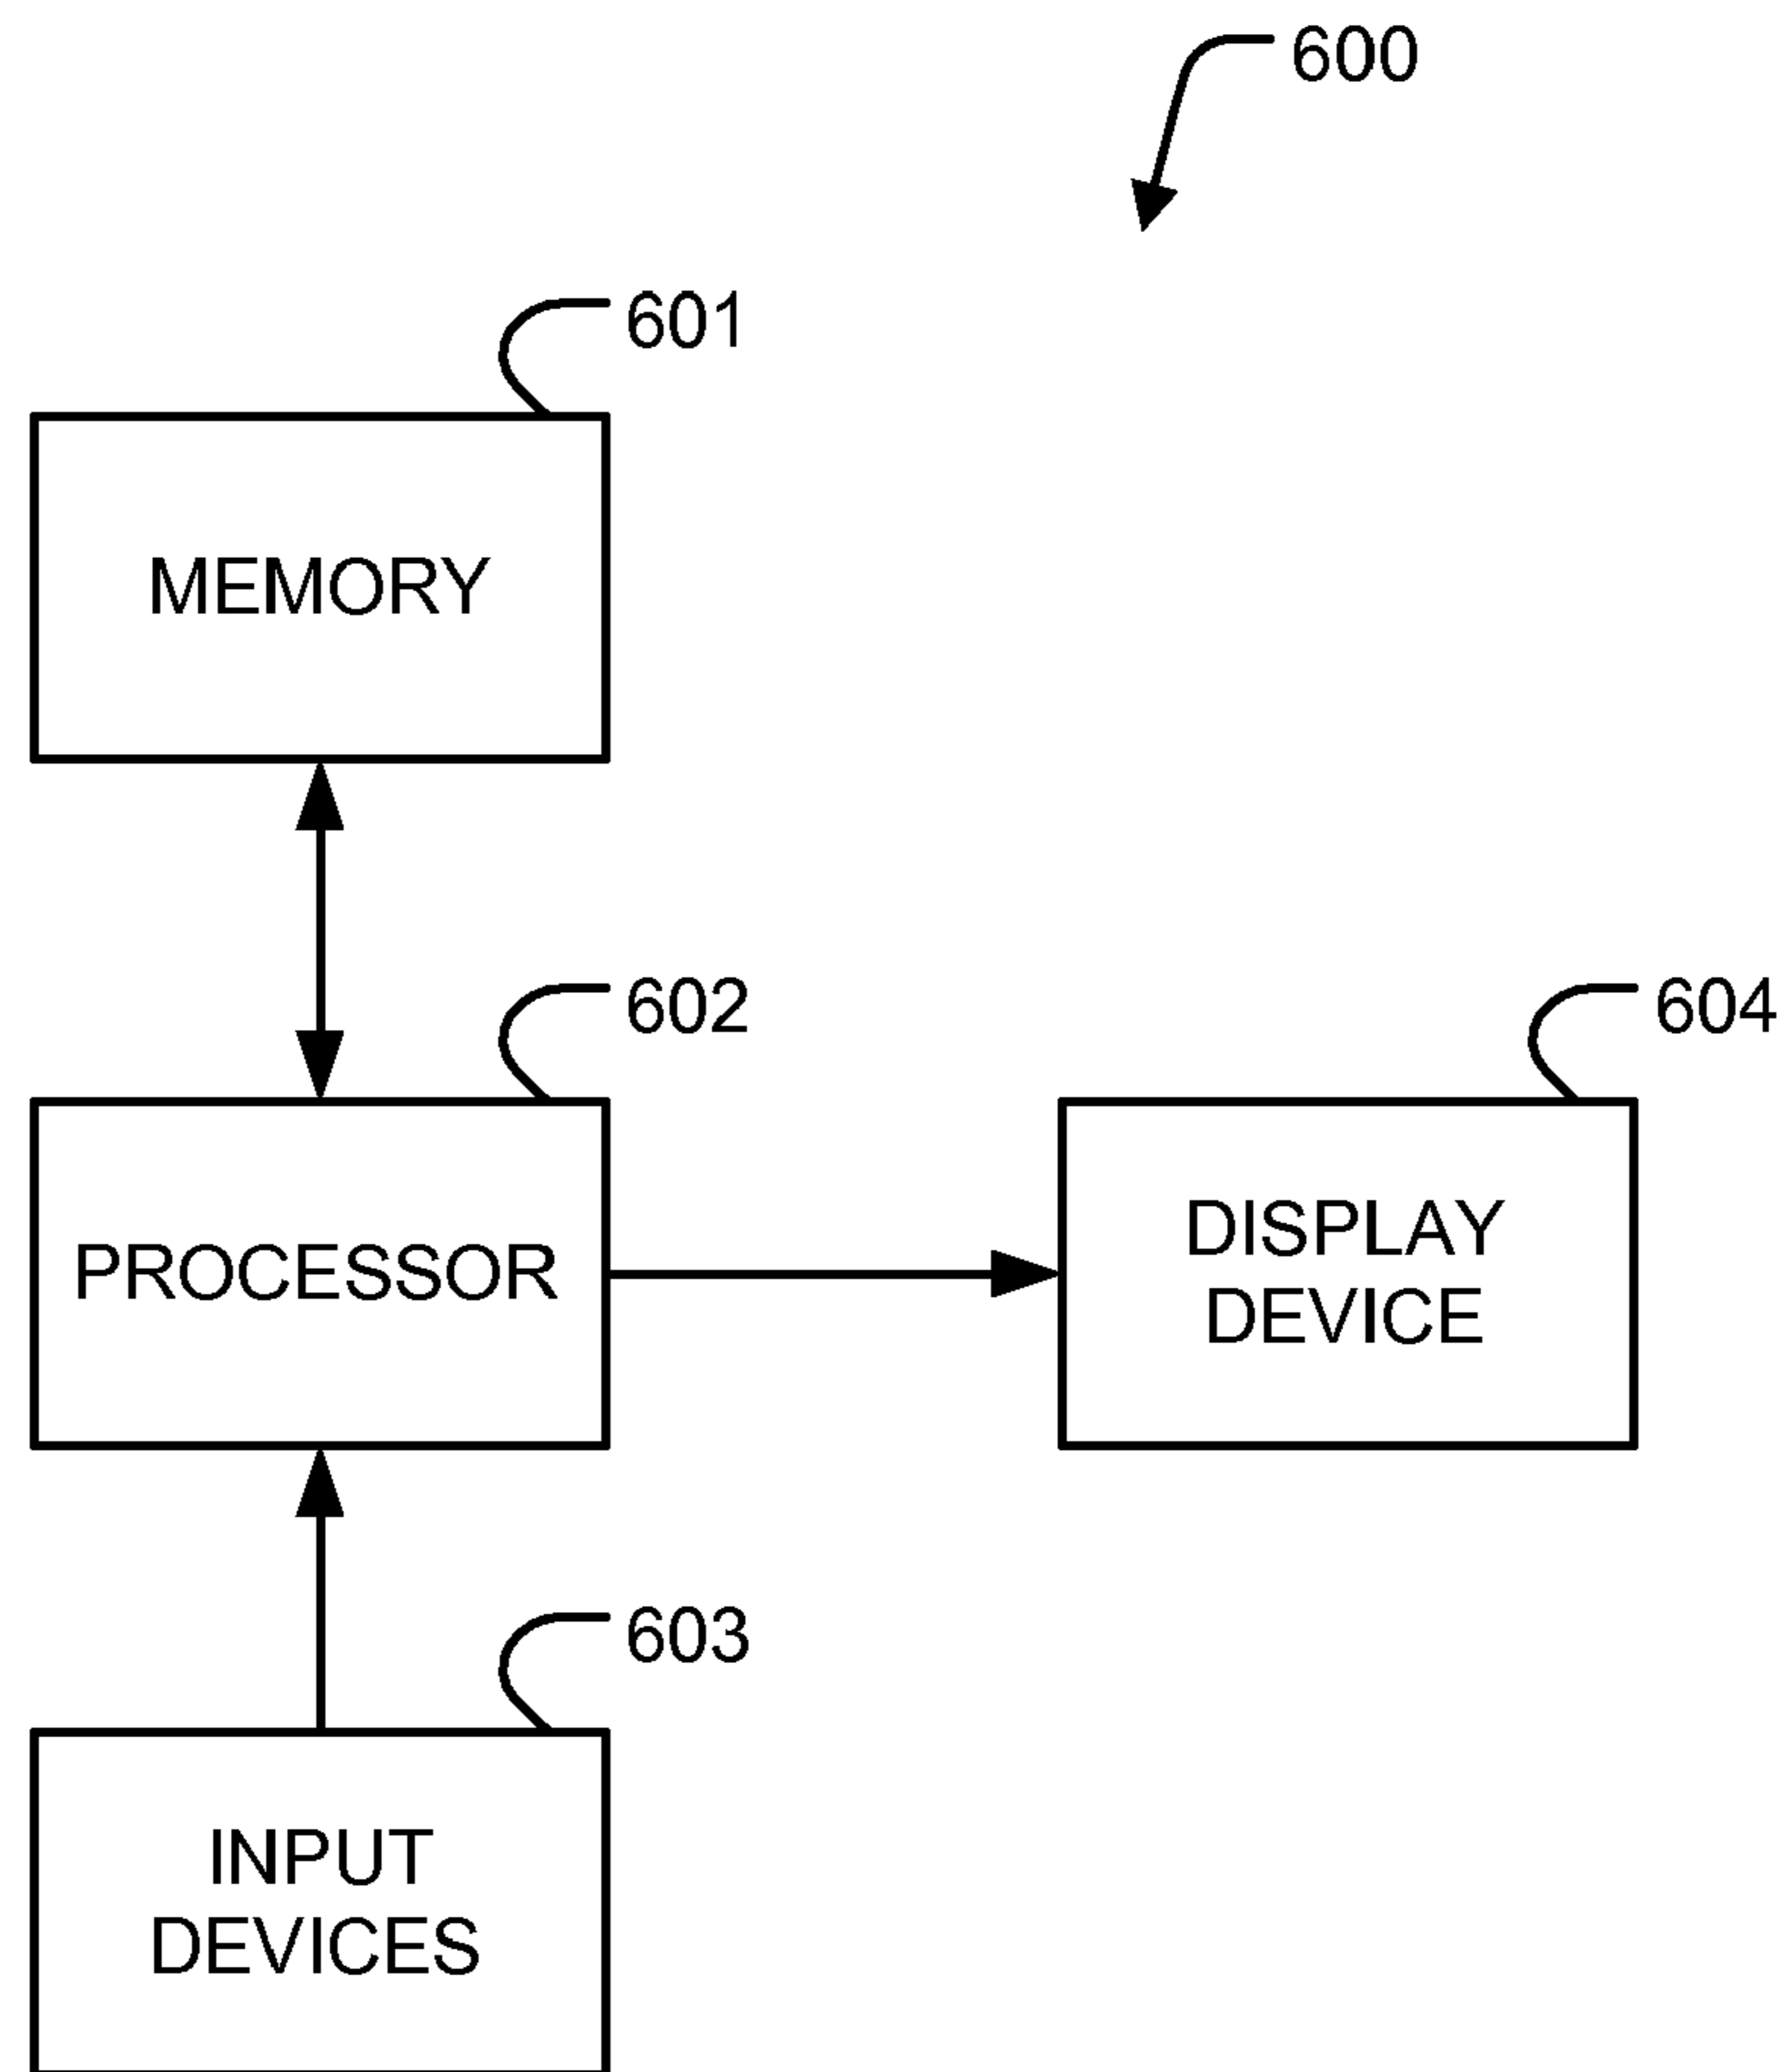 600
601
MEMORY
602
604
PROCESSOR
DISPLAY
DEVICE
603
INPUT
DEVICES